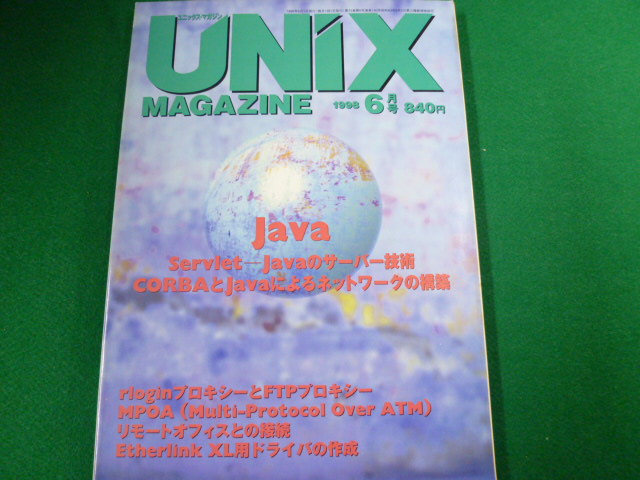 ユニックス・マガジン
UNIX
MAGAZINE 1998 6月号 840円
Java
Servlet—Javaのサーバー技術
CORBAとJavaによるネットワークの構築
rloginプロキシーとFTPプロキシー
MPOA (Multi-Protocol Over ATM)
リモートオフィスとの接続
Etherlink XL用ドライバの作成